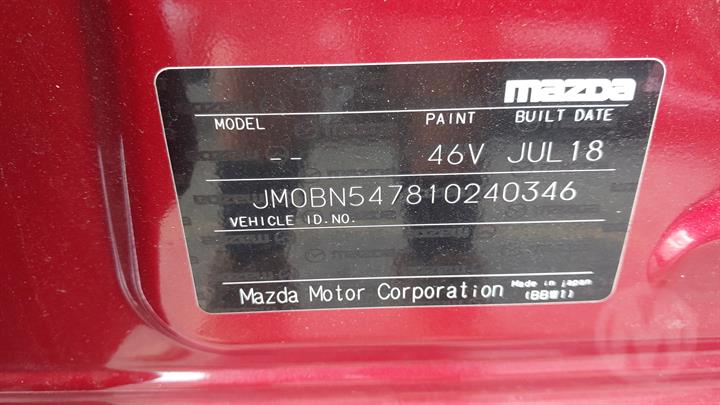 mazda
MODEL PAINT BUILT DATE
-- 46V JUL18
JM0BN547810240346
VEHICLE ID.NO.
Mazda Motor Corporation Made in japan